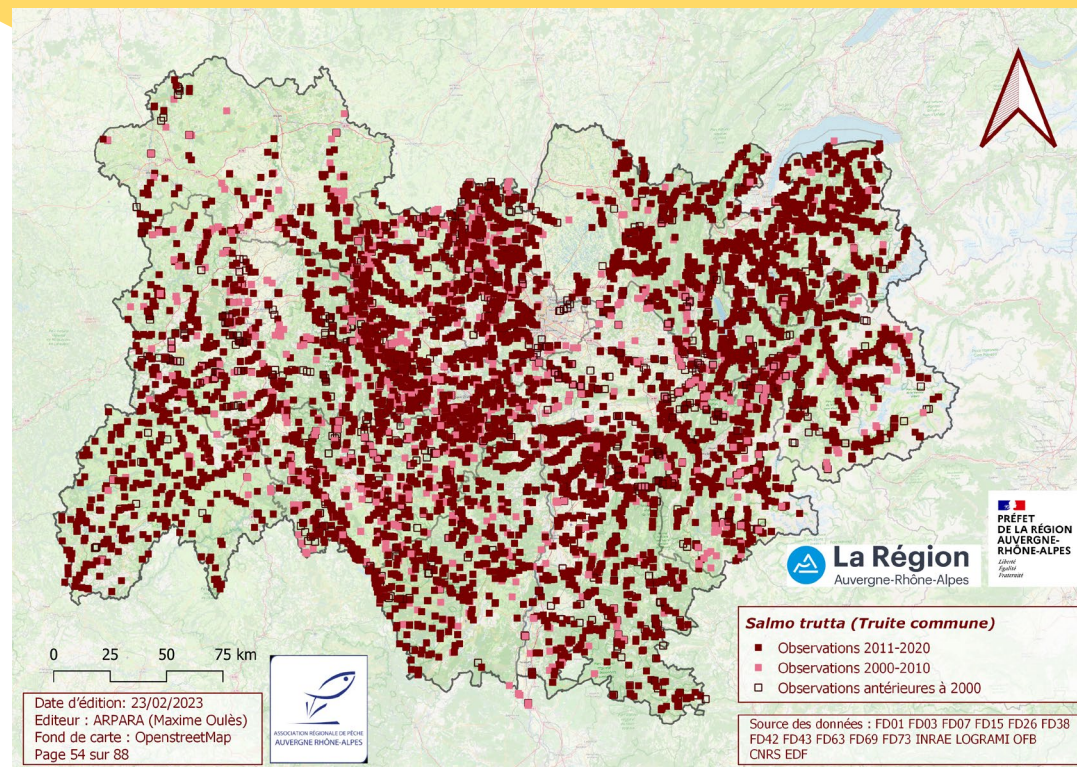 PRÉFET
DE LA RÉGION
AUVERGNE-
RHÔNE-ALPES
Liberté
Égalité
Fraternité
La Région
Auvergne-Rhône-Alpes
Salmo trutta (Truite commune)
Observations 2011-2020
Observations 2000-2010
Observations antérieures à 2000
0 25 50 75 km
Date d'édition: 23/02/2023
Editeur : ARPARA (Maxime Oulès)
Fond de carte : OpenstreetMap
Page 54 sur 88
ASSOCIATION RÉGIONALE DE PÊCHE
AUVERGNE RHÔNE-ALPES
Source des données : FD01 FD03 FD07 FD15 FD26 FD38
FD42 FD43 FD63 FD69 FD73 INRAE LOGRAMI OFB
CNRS EDF